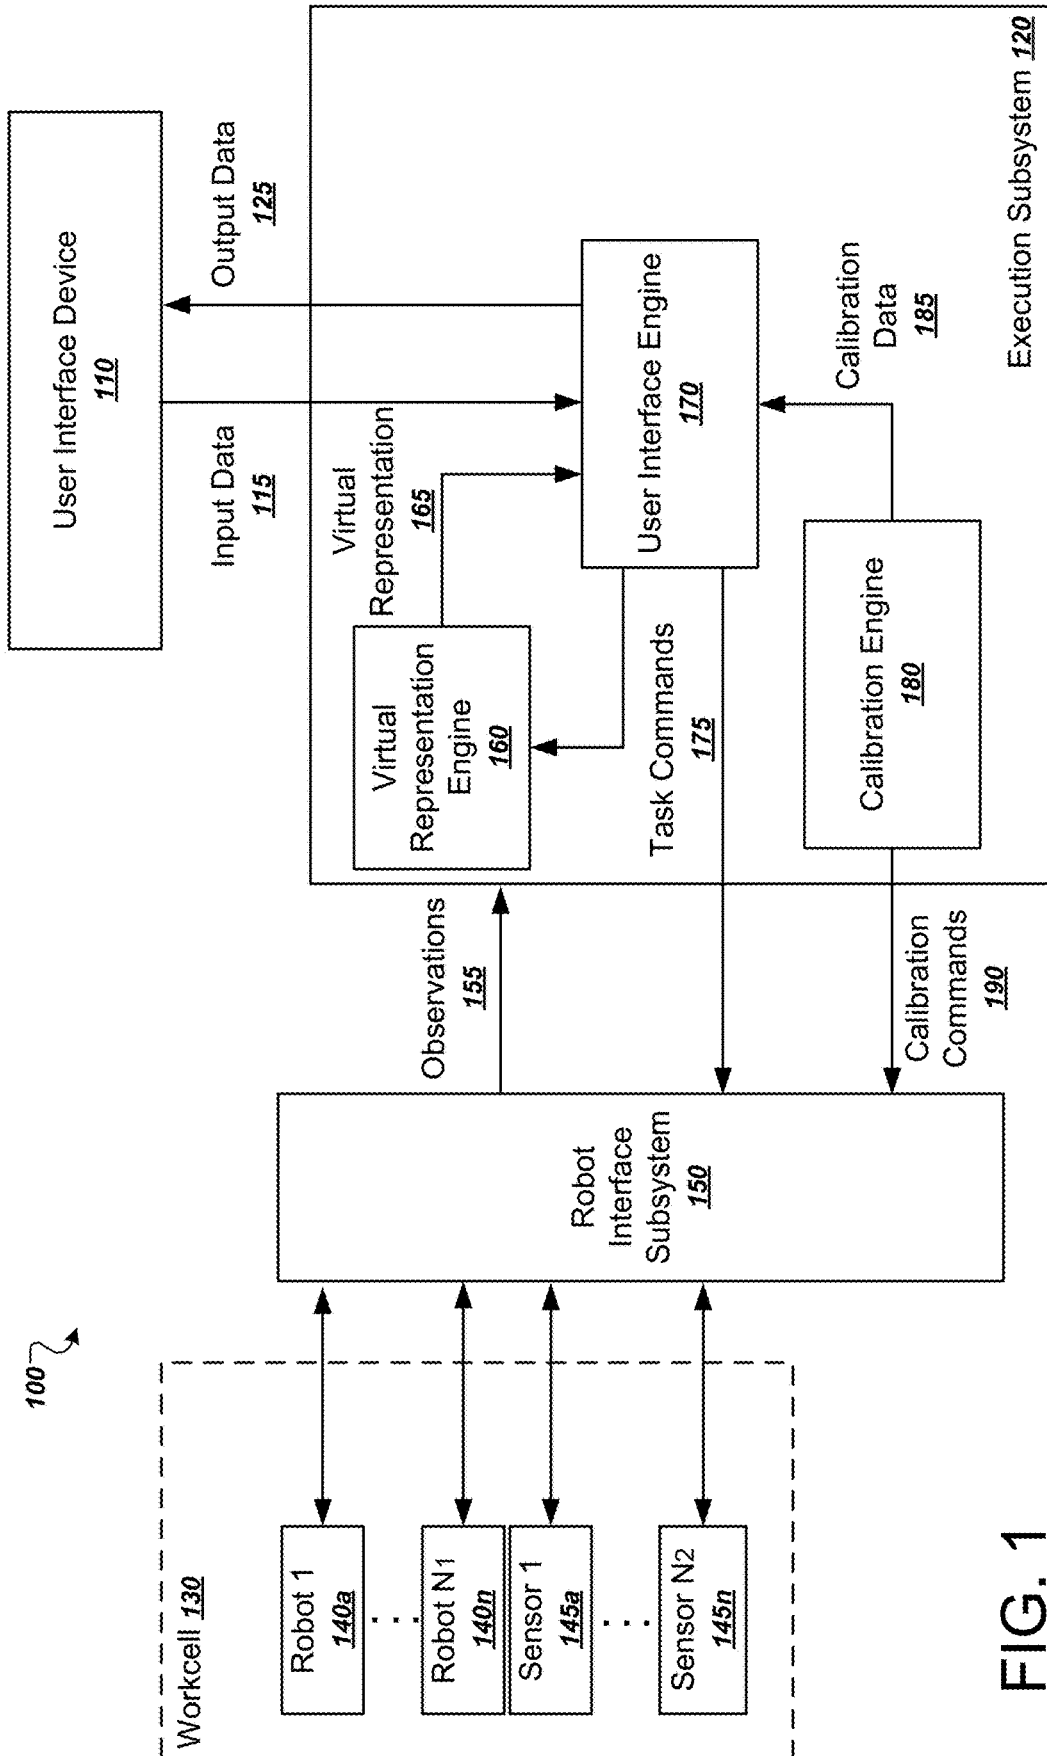 100
User Interface Device
110
Input Data
115
Output Data
125
Workcell 130
Robot 1
140a
. . .
Robot N1
140n
Sensor 1
145a
. . .
Sensor N2
145n
Robot
Interface
Subsystem
150
Observations
155
Virtual
Representation
Engine
160
Virtual
Representation
165
User Interface Engine
170
Task Commands
175
Calibration
Commands
190
Calibration Engine
180
Calibration
Data
185
Execution Subsystem 120
FIG. 1